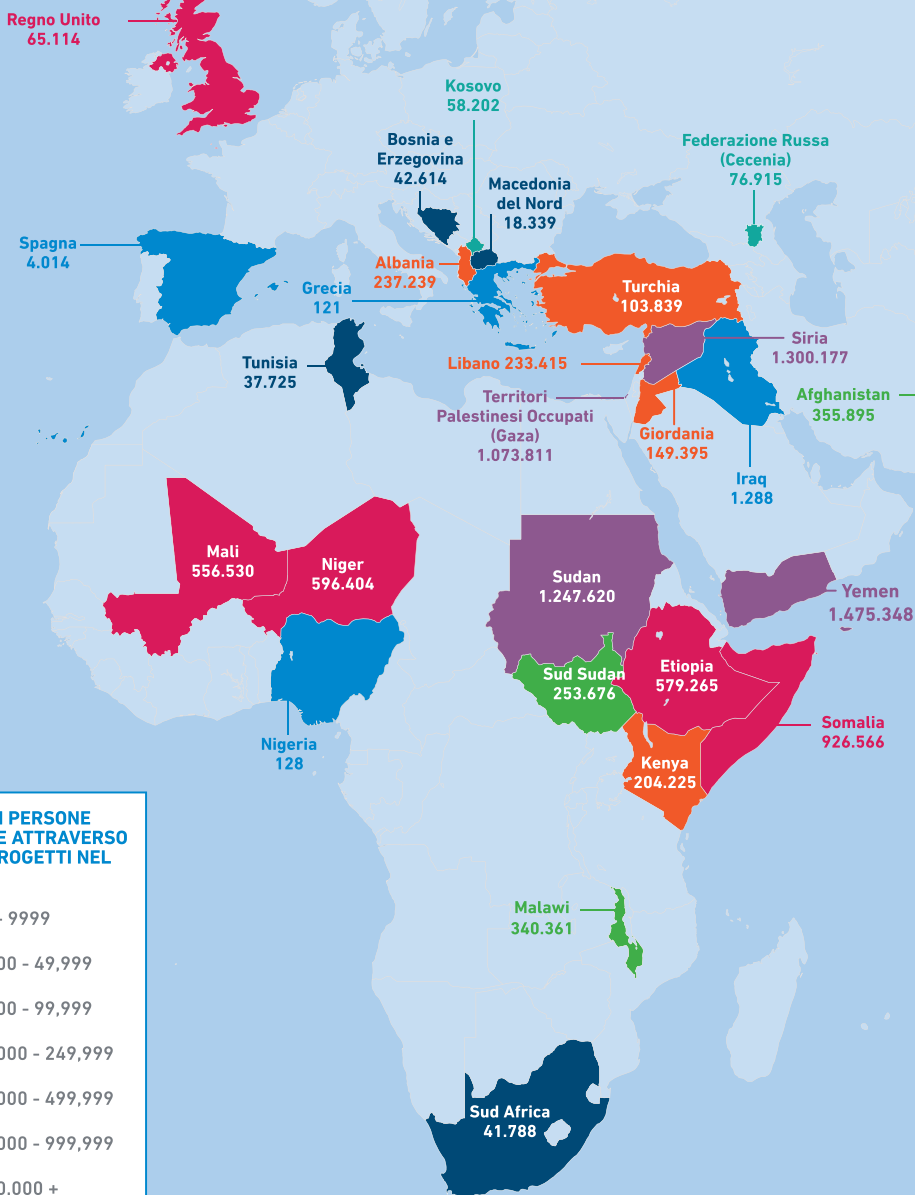 Regno Unito
65.114
Kosovo
58.202
Bosnia e
Erzegovina
42.614
Macedonia
del Nord
18.339
Federazione Russa
(Cecenia)
76.915
Spagna
4.014
Albania
237.239
Grecia
121
Turchia
103.839
Tunisia
37.725
Libano 233.415
Siria
1.300.177
Territori
Palestinesi Occupati
(Gaza)
1.073.811
Afghanistan
355.895
Giordania
149.395
Iraq
1.288
Mali
556.530
Niger
596.404
Sudan
1.247.620
Yemen
1.475.348
Sud Sudan
253.676
Etiopia
579.265
Somalia
926.566
Nigeria
128
Kenya
204.225
I PERSONE
E ATTRAVERSO
ROGETTI NEL
- 9999
00 - 49,999
00 - 99,999
000 - 249,999
000 - 499,999
000 - 999,999
0.000 +
Malawi
340.361
Sud Africa
41.788